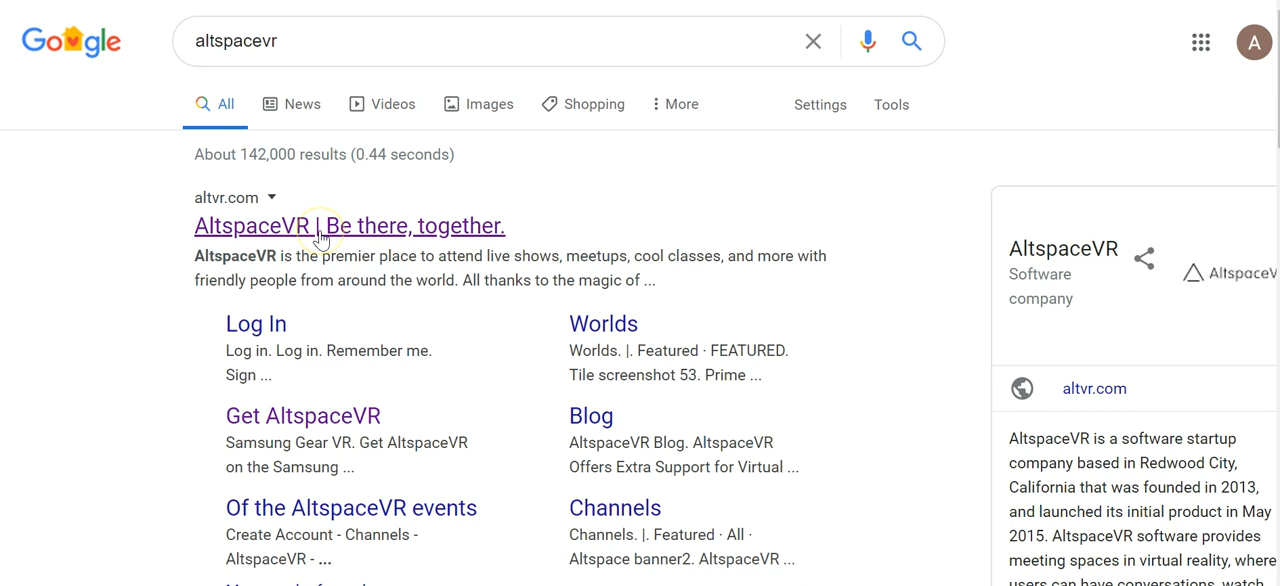 Google
altspacevr
A
All
News
Videos
Images
Shopping
More
Settings
Tools
About 142,000 results (0.44 seconds)
altvr.com
AltspaceVR | Be there, together.
AltspaceVR is the premier place to attend live shows, meetups, cool classes, and more with
friendly people from around the world. All thanks to the magic of ...
Log In
Log in. Log in. Remember me.
Sign ...
Worlds
Worlds. |. Featured · FEATURED.
Tile screenshot 53. Prime ...
Get AltspaceVR
Samsung Gear VR. Get AltspaceVR
on the Samsung ...
Blog
AltspaceVR Blog. AltspaceVR
Offers Extra Support for Virtual ...
Of the AltspaceVR events
Create Account - Channels -
AltspaceVR - ...
Channels
Channels. |. Featured · All ·
Altspace banner2. AltspaceVR ...
AltspaceVR
Software
company
AltspaceV
altvr.com
AltspaceVR is a software startup
company based in Redwood City,
California that was founded in 2013,
and launched its initial product in May
2015. AltspaceVR software provides
meeting spaces in virtual reality, where
users can have conversations, watch